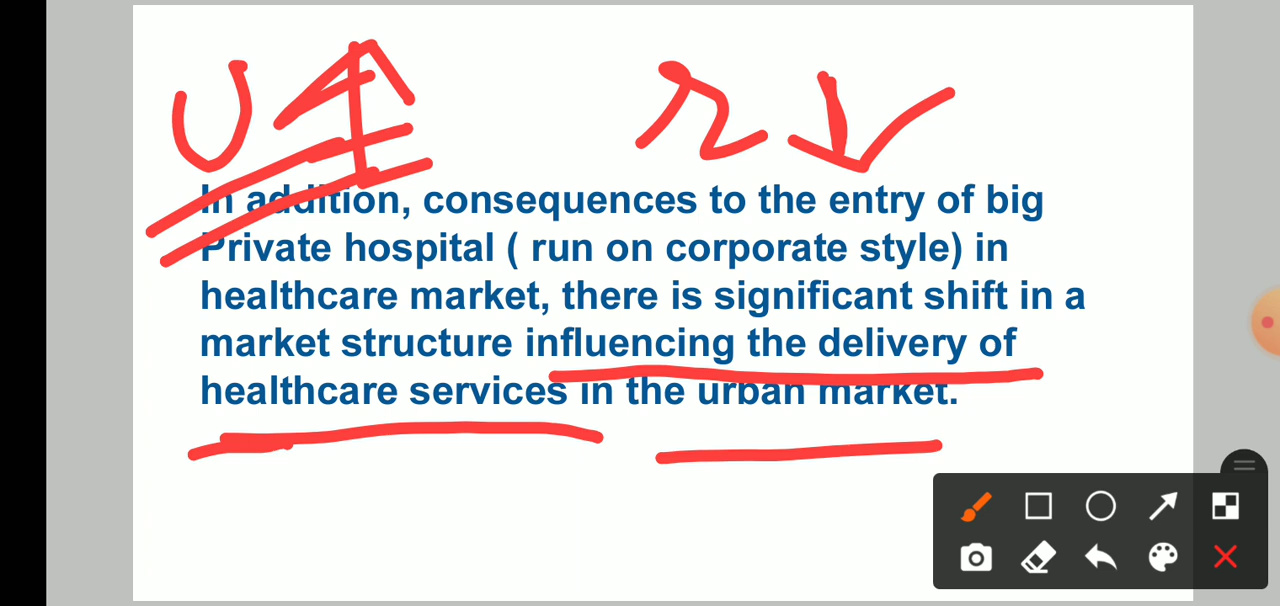 U r
In addition, consequences to the entry of big
Private hospital ( run on corporate style) in
healthcare market, there is significant shift in a
market structure influencing the delivery of
healthcare services in the urban market.